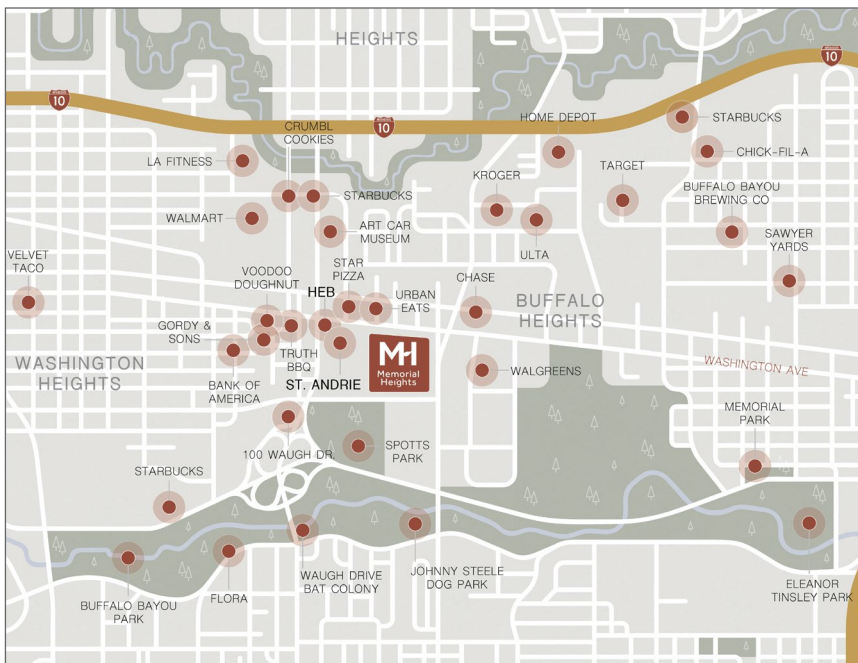 HEIGHTS
10
10
10
CRUMBL
COOKIES
HOME DEPOT
STARBUCKS
LA FITNESS
CHICK-FIL-A
TARGET
KROGER
STARBUCKS
BUFFALO BAYOU
BREWING CO
WALMART
ART CAR
MUSEUM
ULTA
SAWYER
YARDS
VELVET
TACO
VOODOO
DOUGHNUT
STAR
PIZZA
HEB
URBAN
EATS
CHASE
BUFFALO
HEIGHTS
GORDY &
SONS
TRUTH
BBQ
MH
Memorial
Heights
WASHINGTON
HEIGHTS
BANK OF
AMERICA
ST. ANDRIE
WALGREENS
WASHINGTON AVE
MEMORIAL
PARK
100 WAUGH DR
SPOTTS
PARK
STARBUCKS
WAUGH DRIVE
BAT COLONY
JOHNNY STEELE
DOG PARK
ELEANOR
TINSLEY PARK
BUFFALO BAYOU
PARK
FLORA